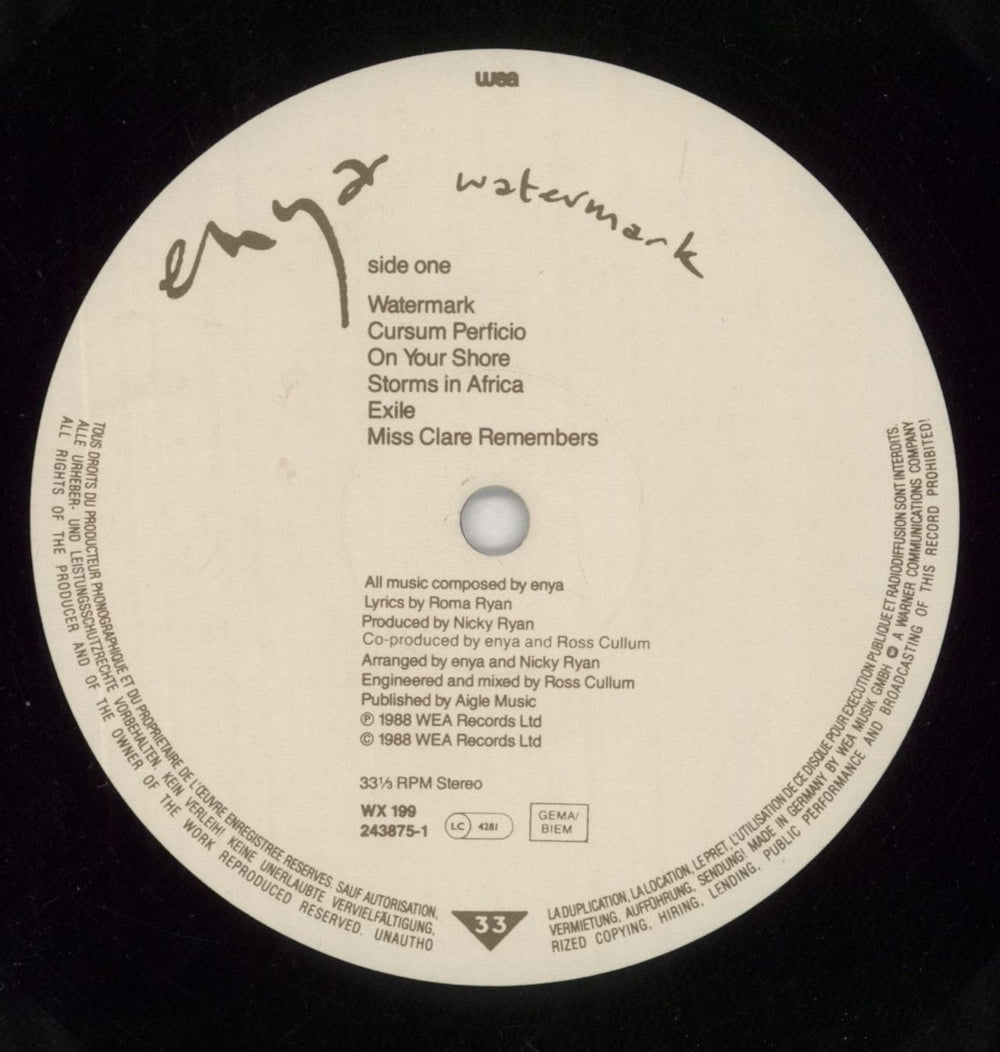 wea
enya
watermark
side one
Watermark
Cursum Perficio
On Your Shore
Storms in Africa
Exile
Miss Clare Remembers
All music composed by enya
Lyrics by Roma Ryan
Produced by Nicky Ryan
Co-produced by enya and Ross Cullum
Arranged by enya and Nicky Ryan
Engineered and mixed by Ross Cullum
Published by Aigle Music
℗ 1988 WEA Records Ltd
© 1988 WEA Records Ltd
33⅓ RPM Stereo
WX 199
243875-1
LC 4281
GEMA/
BIEM
33
TOUS DROITS DU PRODUCTEUR PHONOGRAPHIQUE ET DU PROPRIETAIRE DE L'ŒUVRE ENREGISTREE RESERVES. SAUF AUTORISATION,
LA DUPLICATION, LA LOCATION, LE PRET, L'UTILISATION DE CE DISQUE POUR EXECUTION PUBLIQUE ET RADIODIFFUSION SONT INTERDITS.
ALLE URHEBER- UND LEISTUNGSSCHUTZRECHTE VORBEHALTEN. KEIN VERLEIH! KEINE UNERLAUBTE VERVIELFÄLTIGUNG,
VERMIETUNG, AUFFÜHRUNG, SENDUNG! MADE IN GERMANY BY WEA MUSIK GMBH A WARNER COMMUNICATIONS COMPANY
ALL RIGHTS OF THE PRODUCER AND OF THE OWNER OF THE WORK REPRODUCED RESERVED. UNAUTHO
RIZED COPYING, HIRING, LENDING, PUBLIC PERFORMANCE AND BROADCASTING OF THIS RECORD PROHIBITED!